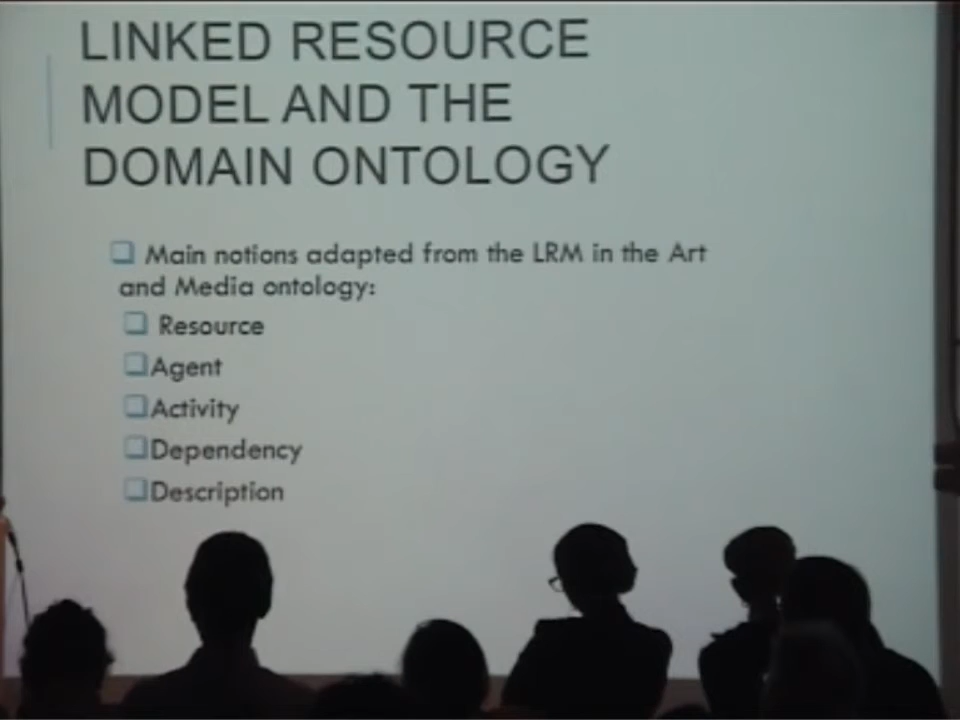 LINKED RESOURCE
MODEL AND THE
DOMAIN ONTOLOGY
Main notions adapted from the LRM in the Art
and Media ontology:
Resource
Agent
Activity
Dependency
Description